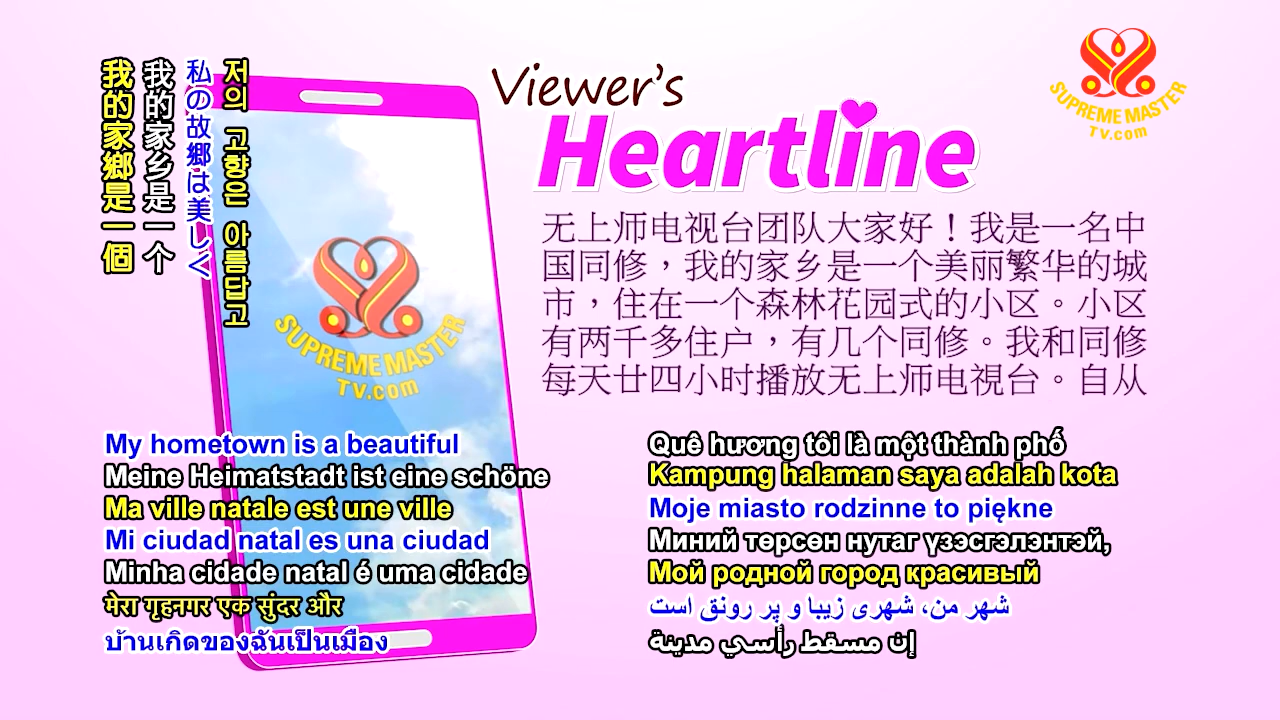 Viewer's
Heartline
SUPREME MASTER
TV.com
无上师电视台团队大家好！我是一名中
国同修，我的家乡是一个美丽繁华的城
市，住在一个森林花园式的小区。小区
有两千多住户，有几个同修。我和同修
每天廿四小时播放无上师电視台。自从
我的家鄉是一個
我的家乡是一个
私の故郷は美しく
저의 고향은 아름답고
SUPREME MASTER
TV.com
My hometown is a beautiful
Meine Heimatstadt ist eine schöne
Ma ville natale est une ville
Mi ciudad natal es una ciudad
Minha cidade natal é uma cidade
मेरा गृहनगर एक सुंदर और
บ้านเกิดของฉันเป็นเมือง
Quê hương tôi là một thành phố
Kampung halaman saya adalah kota
Moje miasto rodzinne to piękne
Миний төрсөн нутаг үзэсгэлэнтэй,
Мой родной город красивый
شهر من، شهری زیبا و پر رونق است
إن مسقط رأسي مدينة